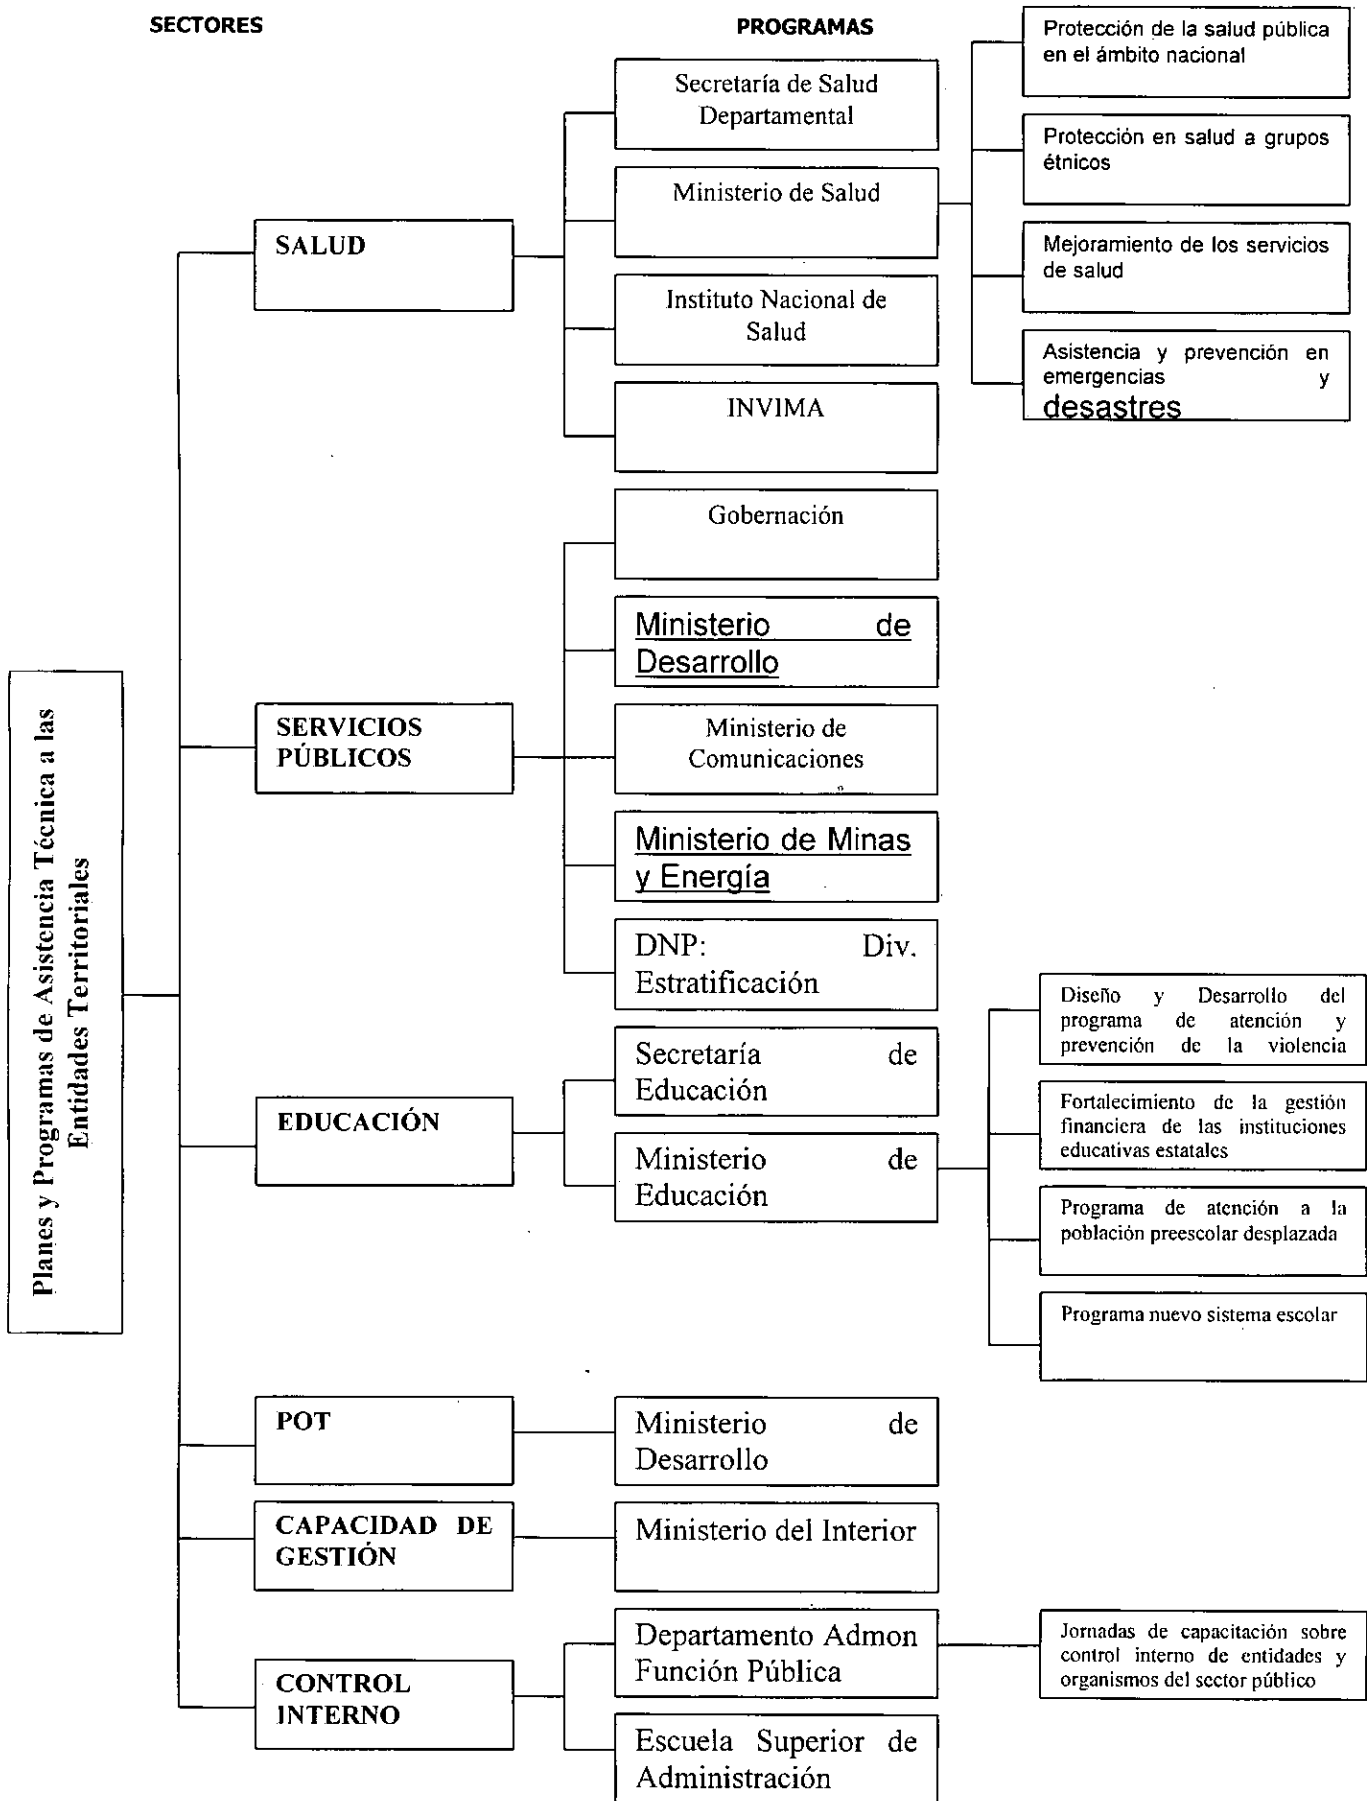 SECTORES
PROGRAMAS
Planes y Programas de Asistencia Técnica a las
Entidades Territoriales
SALUD
Secretaría de Salud
Departamental
Ministerio de Salud
Protección de la salud pública
en el ámbito nacional
Protección en salud a grupos
étnicos
Mejoramiento de los servicios
de salud
Asistencia y prevención en
emergencias y
desastres
Instituto Nacional de
Salud
INVIMA
SERVICIOS
PÚBLICOS
Gobernación
Ministerio de
Desarrollo
Ministerio de
Comunicaciones
Ministerio de Minas
y Energía
DNP: Div.
Estratificación
EDUCACIÓN
Secretaría de
Educación
Ministerio de
Educación
Diseño y Desarrollo del
programa de atención y
prevención de la violencia
Fortalecimiento de la gestión
financiera de las instituciones
educativas estatales
Programa de atención a la
población preescolar desplazada
Programa nuevo sistema escolar
POT
Ministerio de
Desarrollo
CAPACIDAD DE
GESTIÓN
Ministerio del Interior
CONTROL
INTERNO
Departamento Admon
Función Pública
Jornadas de capacitación sobre
control interno de entidades y
organismos del sector público
Escuela Superior de
Administración